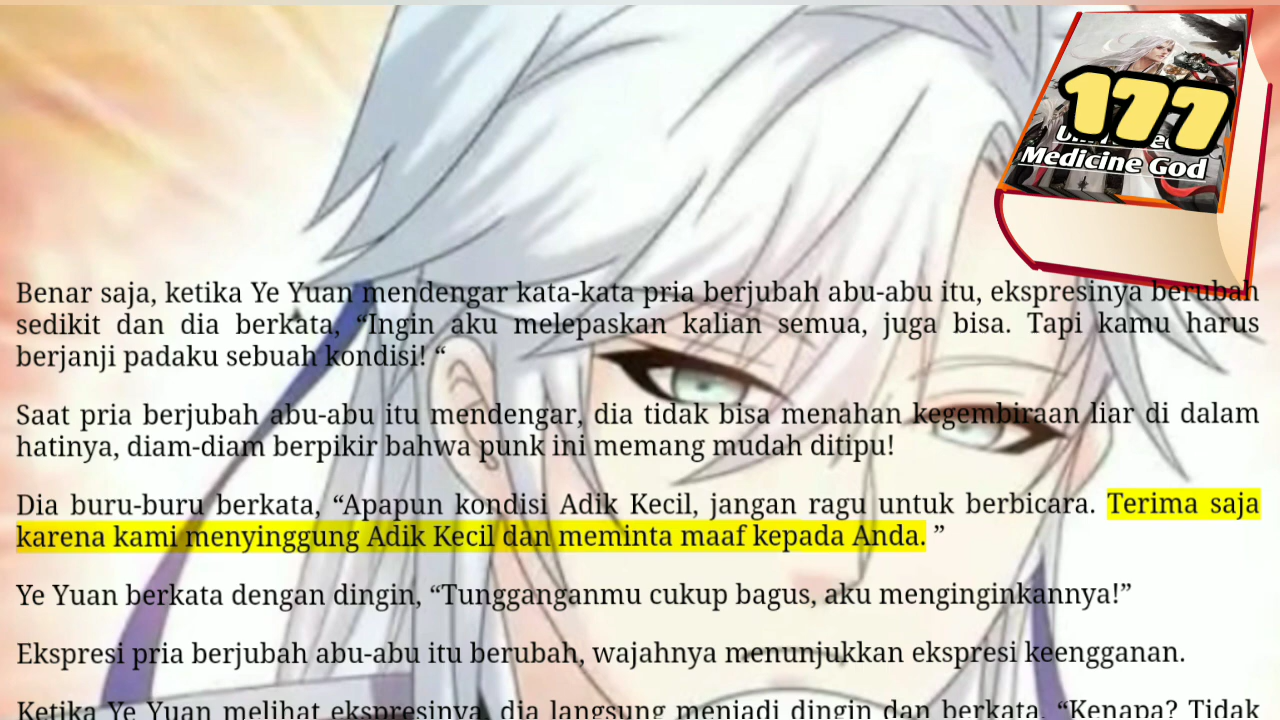 177
Medicine God
Benar saja, ketika Ye Yuan mendengar kata-kata pria berjubah abu-abu itu, ekspresinya berubah
sedikit dan dia berkata, “Ingin aku melepaskan kalian semua, juga bisa. Tapi kamu harus
berjanji padaku sebuah kondisi! “
Saat pria berjubah abu-abu itu mendengar, dia tidak bisa menahan kegembiraan liar di dalam
hatinya, diam-diam berpikir bahwa punk ini memang mudah ditipu!
Dia buru-buru berkata, “Apapun kondisi Adik Kecil, jangan ragu untuk berbicara. Terima saja
karena kami menyinggung Adik Kecil dan meminta maaf kepada Anda. ”
Ye Yuan berkata dengan dingin, “Tungganganmu cukup bagus, aku menginginkannya!”
Ekspresi pria berjubah abu-abu itu berubah, wajahnya menunjukkan ekspresi keengganan.
Ketika Ye Yuan melihat ekspresinya, dia langsung menjadi dingin dan berkata, “Kenapa? Tidak